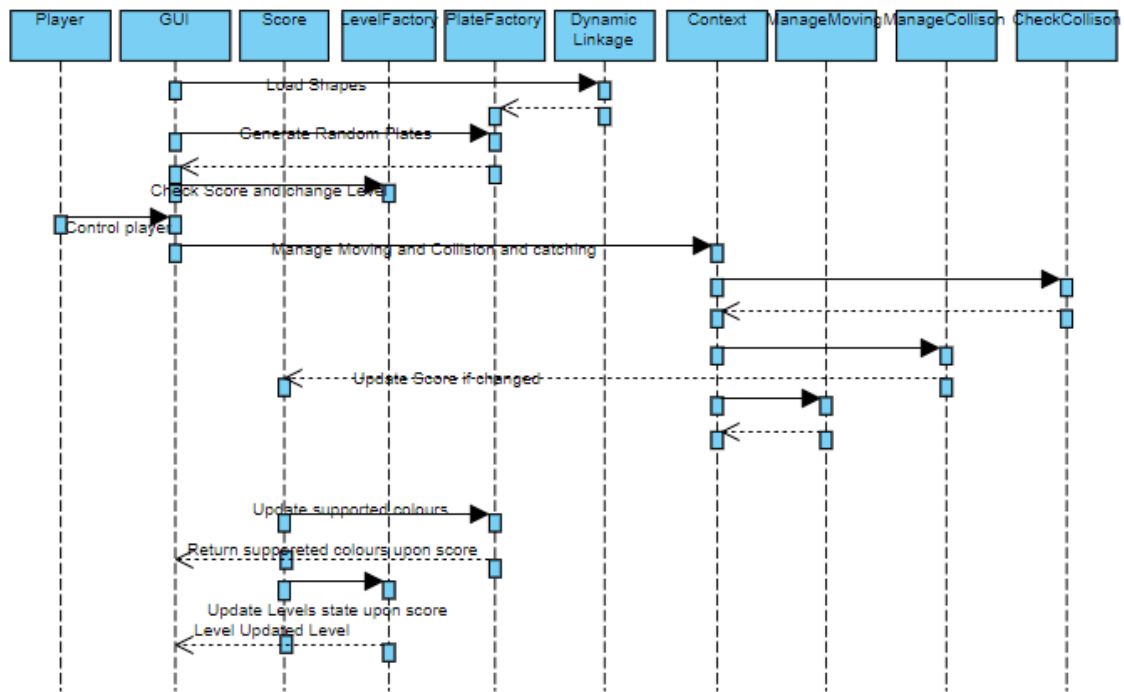 Player
GUI
Score
LevelFactory
PlateFactory
Dynamic
Linkage
Context
ManageMoving
ManageCollison
CheckCollison
Load Shapes
Generate Random Plates
Check Score and change Level
Control player
Manage Moving and Collision and catching
Update Score if changed
Update supported colours
Return supporeted colours upon score
Update Levels state upon score
Level Updated Level